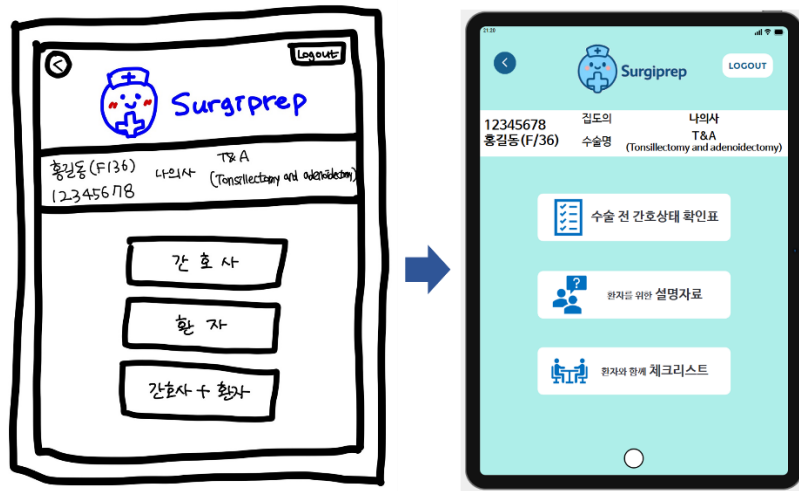 Logout
Surgiprep
홍길동(F/36)
12345678
나의사
T&A
(Tonsillectomy and adenoidectomy)
간호사
환자
간호사 + 환자
21:20
Surgiprep
LOGOUT
12345678
홍길동(F/36)
집도의
나의사
수술명
T&A
(Tonsillectomy and adenoidectomy)
수술 전 간호상태 확인표
환자를 위한 설명자료
환자와 함께 체크리스트